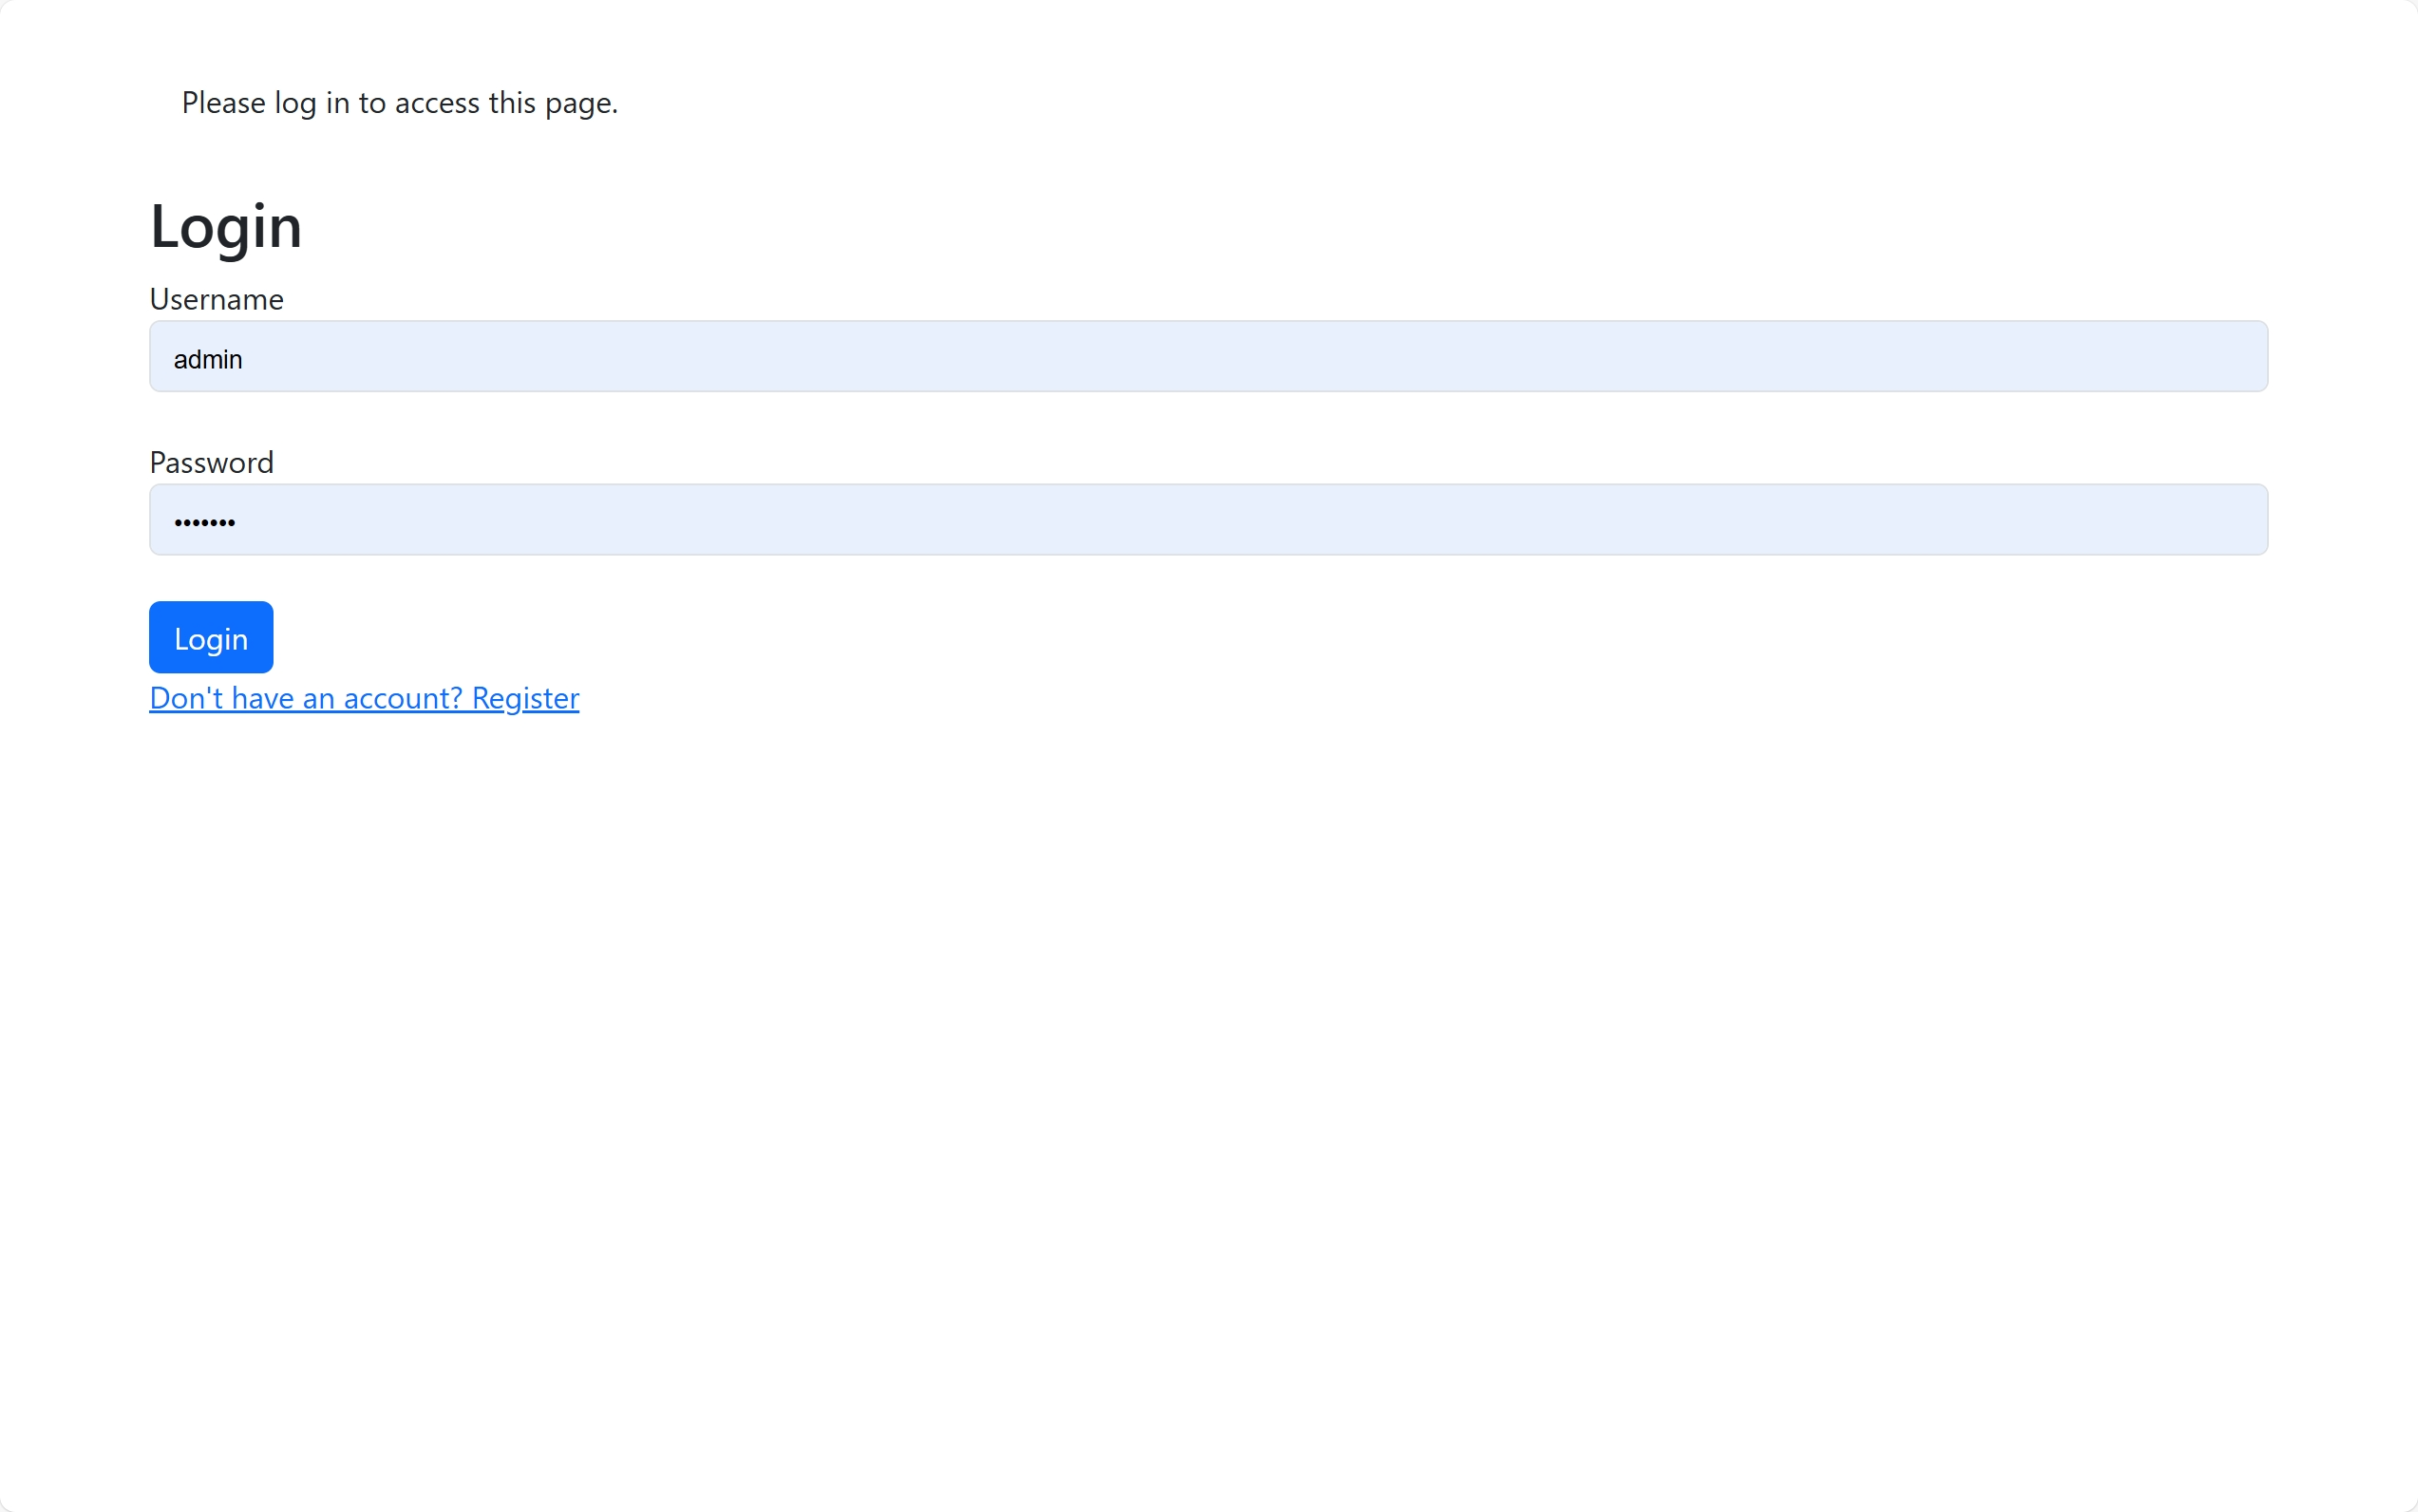 Please log in to access this page.
Login
Username
admin
Password
•••••••
Login
Don't have an account? Register